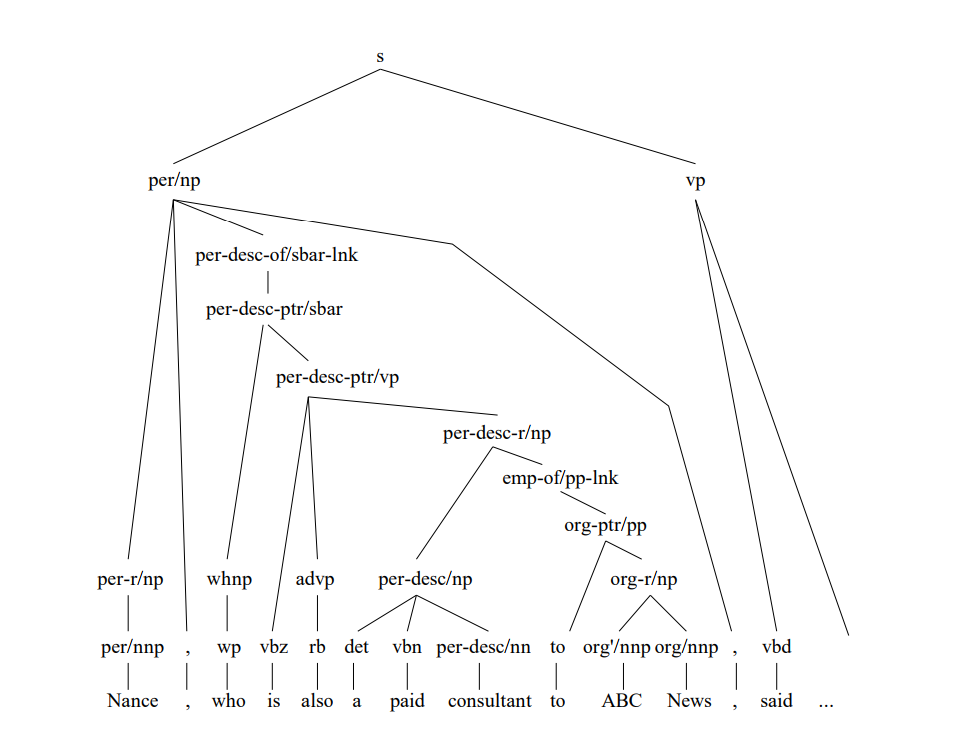 s
per/np vp
per-desc-of/sbar-lnk
per-desc-ptr/sbar
per-desc-ptr/vp
per-desc-r/np
emp-of/pp-lnk
org-ptr/pp
per-r/np whnp advp per-desc/np org-r/np
per/nnp , wp vbz rb det vbn per-desc/nn to org'/nnp org/nnp , vbd
Nance , who is also a paid consultant to ABC News , said ...